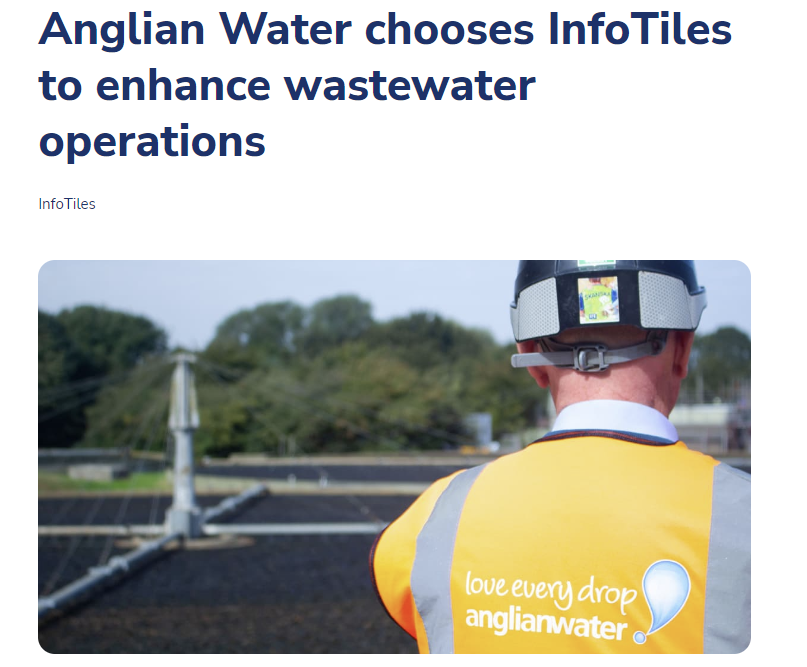 Anglian Water chooses InfoTiles
to enhance wastewater
operations
InfoTiles
love every drop
anglianwater